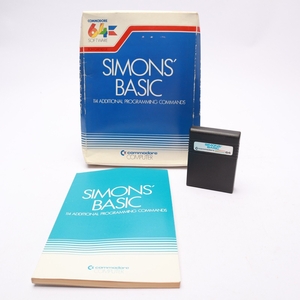 COMMODORE
64
SOFTWARE
SIMONS'
BASIC
114 ADDITIONAL PROGRAMMING COMMANDS
commodore
COMPUTER
SIMONS'
BASIC
114 ADDITIONAL PROGRAMMING COMMANDS
commodore